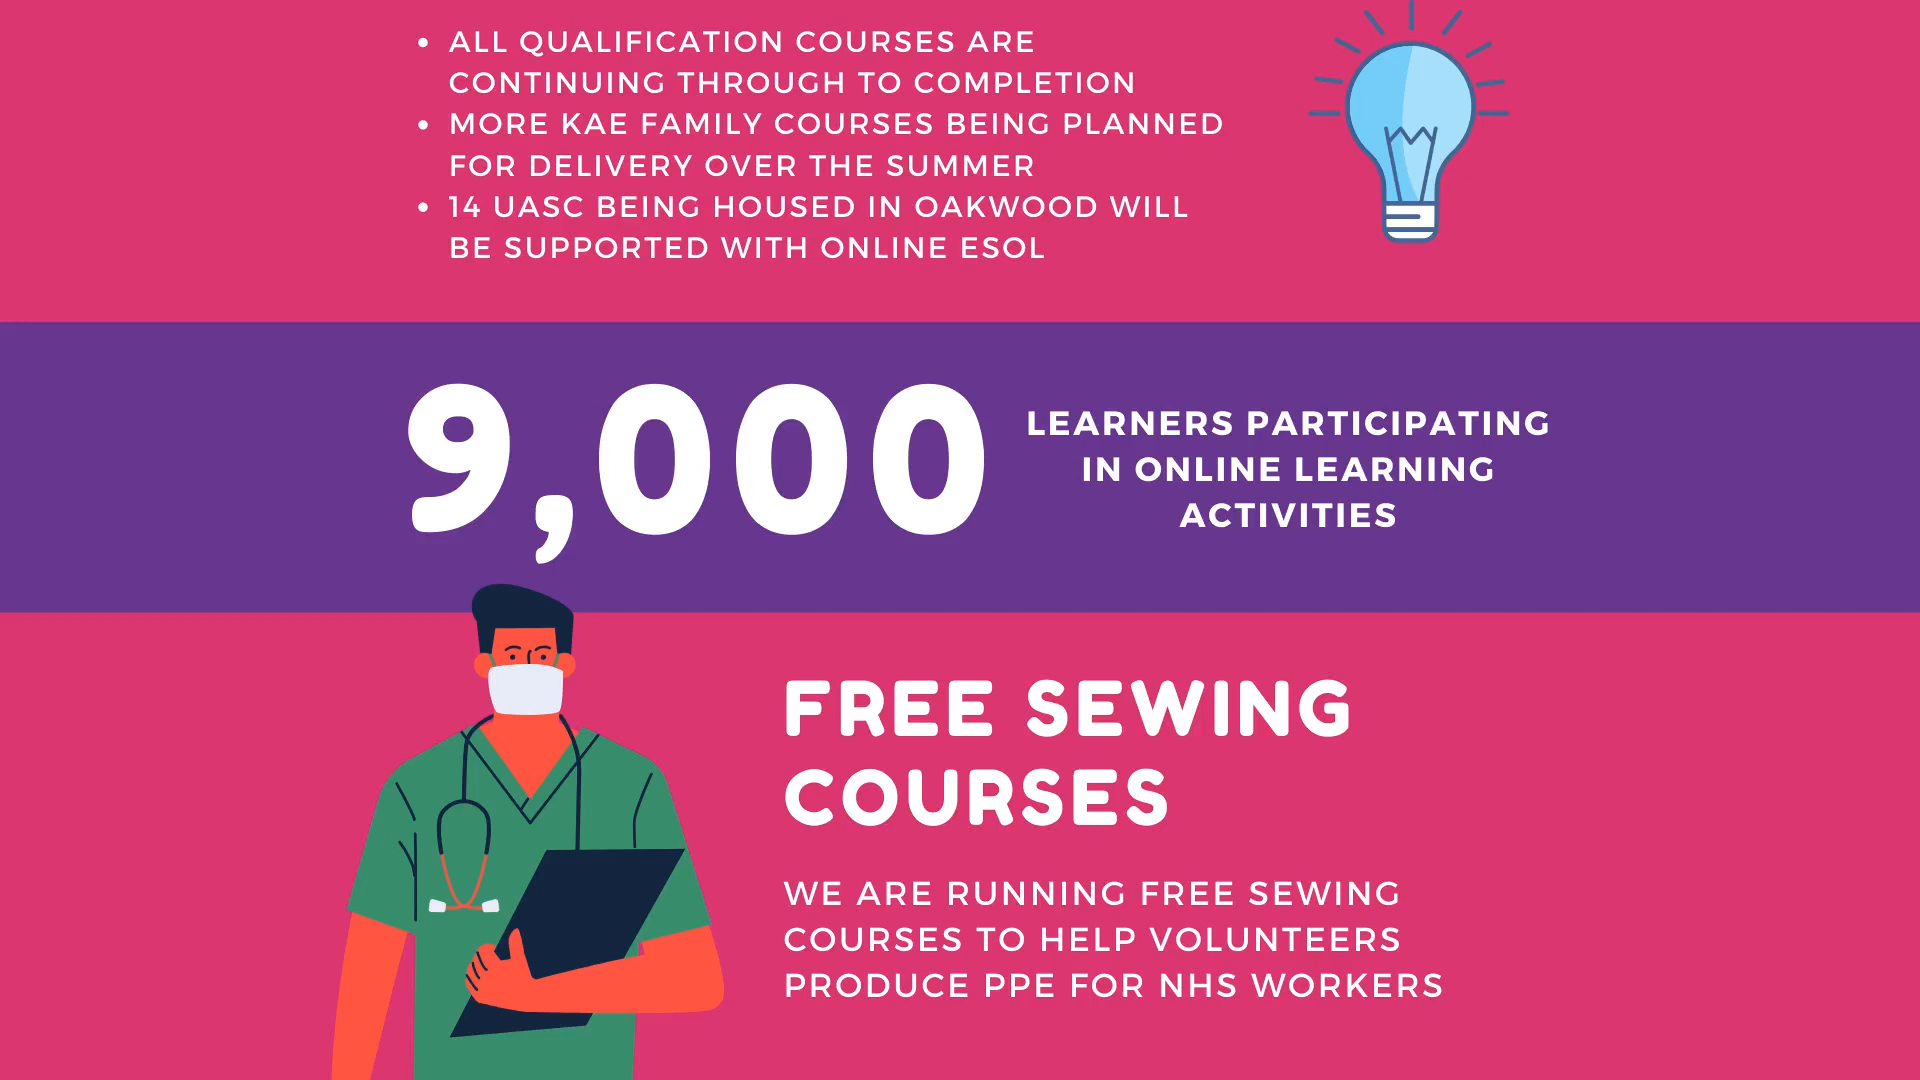 • ALL QUALIFICATION COURSES ARE
CONTINUING THROUGH TO COMPLETION
• MORE KAE FAMILY COURSES BEING PLANNED
FOR DELIVERY OVER THE SUMMER
• 14 UASC BEING HOUSED IN OAKWOOD WILL
BE SUPPORTED WITH ONLINE ESOL
9,000
LEARNERS PARTICIPATING
IN ONLINE LEARNING
ACTIVITIES
FREE SEWING
COURSES
WE ARE RUNNING FREE SEWING
COURSES TO HELP VOLUNTEERS
PRODUCE PPE FOR NHS WORKERS